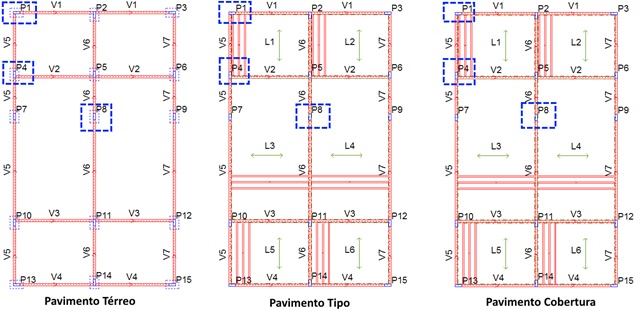 P1 V1 P2 V1 P3
V5 V6 V7
P4 V2 P5 V2 P6
V5 V6 V7
P7 P8 P9
V5 V6 V7
P10 V3 P11 V3 P12
V5 V6 V7
P13 V4 P14 V4 P15
Pavimento Térreo
P1 V1 P2 V1 P3
V5 L1 V6 L2 V7
P4 V2 P5 V2 P6
V5 V6 V7
P7 P8 P9
V5 L3 V6 L4 V7
P10 V3 P11 V3 P12
V5 L5 V6 L6 V7
P13 V4 P14 V4 P15
Pavimento Tipo
P1 V1 P2 V1 P3
V5 L1 V6 L2 V7
P4 V2 P5 V2 P6
V5 V6 V7
P7 P8 P9
V5 L3 V6 L4 V7
P10 V3 P11 V3 P12
V5 L5 V6 L6 V7
P13 V4 P14 V4 P15
Pavimento Cobertura